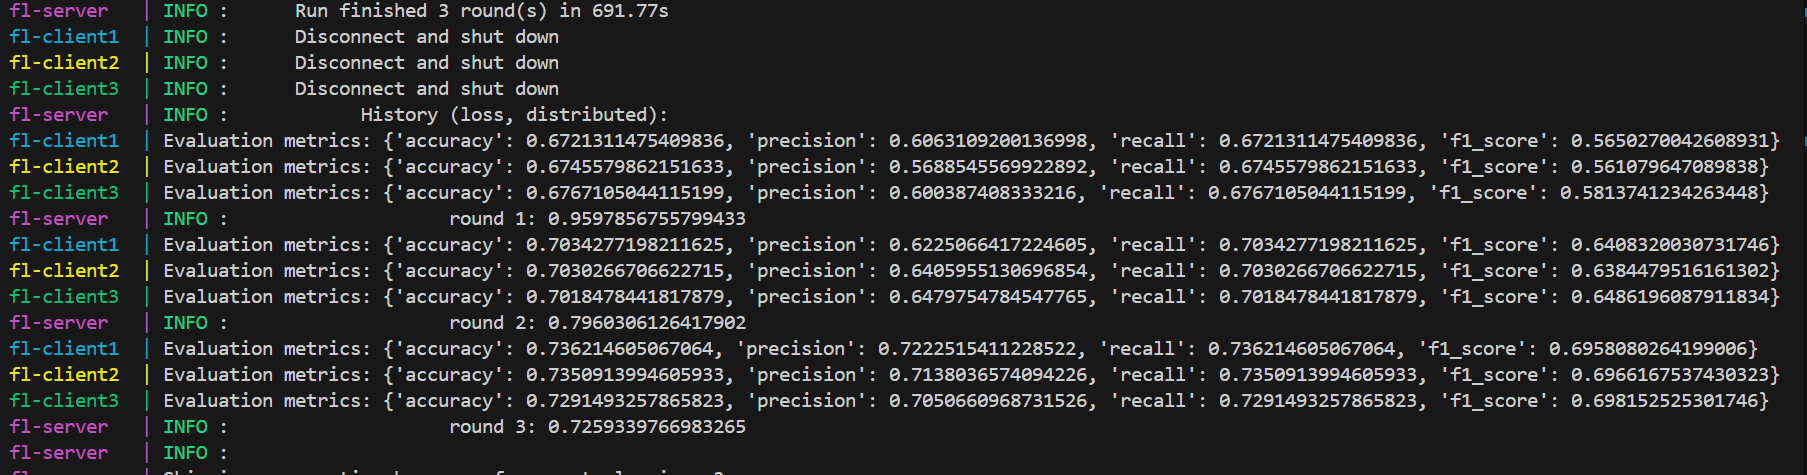 fl-server | INFO : Run finished 3 round(s) in 691.77s
fl-client1 | INFO : Disconnect and shut down
fl-client2 | INFO : Disconnect and shut down
fl-client3 | INFO : Disconnect and shut down
fl-server | INFO : History (loss, distributed):
fl-client1 | Evaluation metrics: {'accuracy': 0.6721311475409836, 'precision': 0.6063109200136998, 'recall': 0.6721311475409836, 'f1_score': 0.5650270042608931}
fl-client2 | Evaluation metrics: {'accuracy': 0.6745579862151633, 'precision': 0.5688545569922892, 'recall': 0.6745579862151633, 'f1_score': 0.561079647089838}
fl-client3 | Evaluation metrics: {'accuracy': 0.6767105044115199, 'precision': 0.600387408333216, 'recall': 0.6767105044115199, 'f1_score': 0.5813741234263448}
fl-server | INFO : round 1: 0.9597856755799433
fl-client1 | Evaluation metrics: {'accuracy': 0.7034277198211625, 'precision': 0.6225066417224605, 'recall': 0.7034277198211625, 'f1_score': 0.6408320030731746}
fl-client2 | Evaluation metrics: {'accuracy': 0.7030266706622715, 'precision': 0.6405955130696854, 'recall': 0.7030266706622715, 'f1_score': 0.6384479516161302}
fl-client3 | Evaluation metrics: {'accuracy': 0.7018478441817879, 'precision': 0.6479754784547765, 'recall': 0.7018478441817879, 'f1_score': 0.6486196087911834}
fl-server | INFO : round 2: 0.7960306126417902
fl-client1 | Evaluation metrics: {'accuracy': 0.736214605067064, 'precision': 0.7222515411228522, 'recall': 0.736214605067064, 'f1_score': 0.6958080264199006}
fl-client2 | Evaluation metrics: {'accuracy': 0.7350913994605933, 'precision': 0.7138036574094226, 'recall': 0.7350913994605933, 'f1_score': 0.6966167537430323}
fl-client3 | Evaluation metrics: {'accuracy': 0.7291493257865823, 'precision': 0.7050660968731526, 'recall': 0.7291493257865823, 'f1_score': 0.698152525301746}
fl-server | INFO : round 3: 0.7259339766983265
fl-server | INFO :